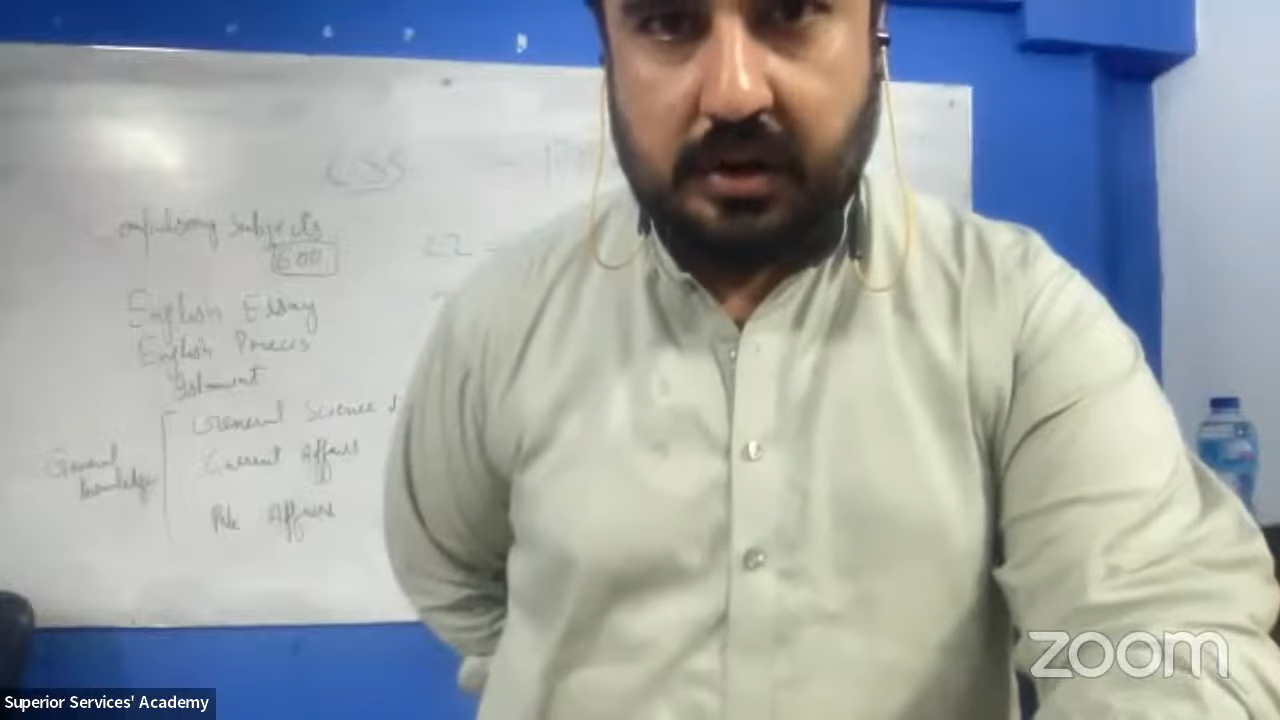 CSS
Compulsory Subjects
600
22 -
English Essay
English Precis
Islamiat
General Science &
General knowledge
Current Affairs
Pak Affairs
zoom
Superior Services' Academy